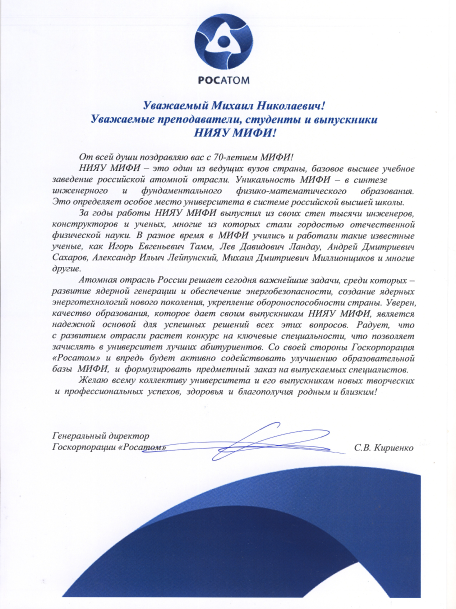 РОСАТОМ
Уважаемый Михаил Николаевич!
Уважаемые преподаватели, студенты и выпускники
НИЯУ МИФИ!
От всей души поздравляю вас с 70-летием МИФИ!
НИЯУ МИФИ – это один из ведущих вузов страны, базовое высшее учебное
заведение российской атомной отрасли. Уникальность МИФИ – в синтезе
инженерного и фундаментального физико-математического образования.
Это определяет особое место университета в системе российской высшей школы.
За годы работы НИЯУ МИФИ выпустил из своих стен тысячи инженеров,
конструкторов и ученых, многие из которых стали гордостью отечественной
физической науки. В разное время в МИФИ учились и работали такие известные
ученые, как Игорь Евгеньевич Тамм, Лев Давидович Ландау, Андрей Дмитриевич
Сахаров, Александр Ильич Лейпунский, Михаил Дмитриевич Миллионщиков и многие
другие.
Атомная отрасль России решает сегодня важнейшие задачи, среди которых –
развитие ядерной генерации и обеспечение энергобезопасности, создание ядерных
энерготехнологий нового поколения, укрепление обороноспособности страны. Уверен,
качество образования, которое дает своим выпускникам НИЯУ МИФИ, является
надежной основой для успешных решений всех этих вопросов. Радует, что
с развитием отрасли растет конкурс на ключевые специальности, что позволяет
зачислять в университет лучших абитуриентов. Со своей стороны Госкорпорация
«Росатом» и впредь будет активно содействовать улучшению образовательной
базы МИФИ, и формулировать предметный заказ на выпускаемых специалистов.
Желаю всему коллективу университета и его выпускникам новых творческих
и профессиональных успехов, здоровья и благополучия родным и близким!
Генеральный директор
Госкорпорации «Росатом» С.В. Кириенко